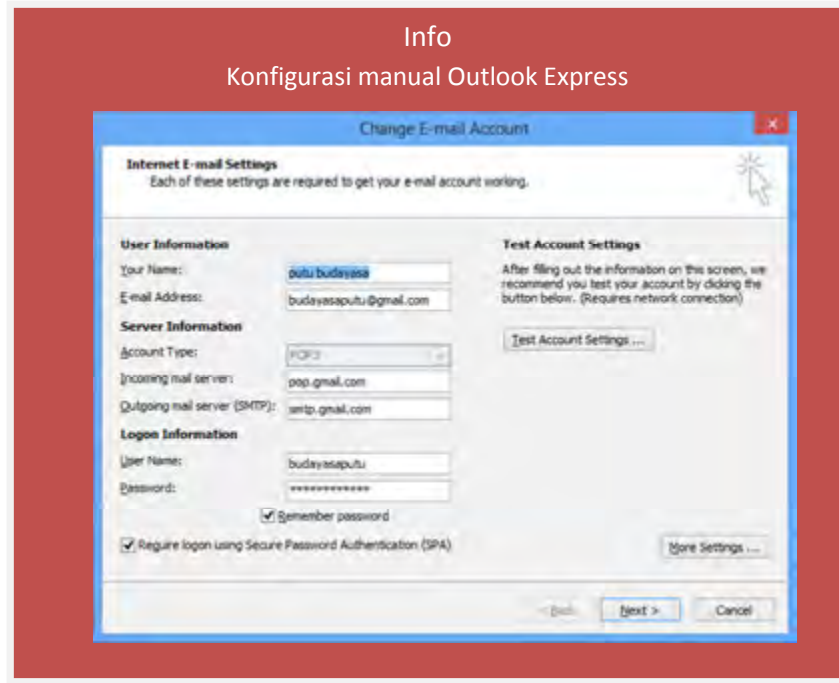 Info
Konfigurasi manual Outlook Express
Change E-mail Account
Internet E-mail Settings
Each of these settings are required to get your e-mail account working.
User Information
Your Name: putu budayasa
E-mail Address: budayasaputu@gmail.com
Server Information
Account Type: POP3
Incoming mail server: pop.gmail.com
Outgoing mail server (SMTP): smtp.gmail.com
Logon Information
User Name: budayasaputu
Password: ************
Remember password
Require logon using Secure Password Authentication (SPA)
Test Account Settings
After filling out the information on this screen, we
recommend you test your account by clicking the
button below. (Requires network connection)
Test Account Settings ...
More Settings ...
< Back Next > Cancel